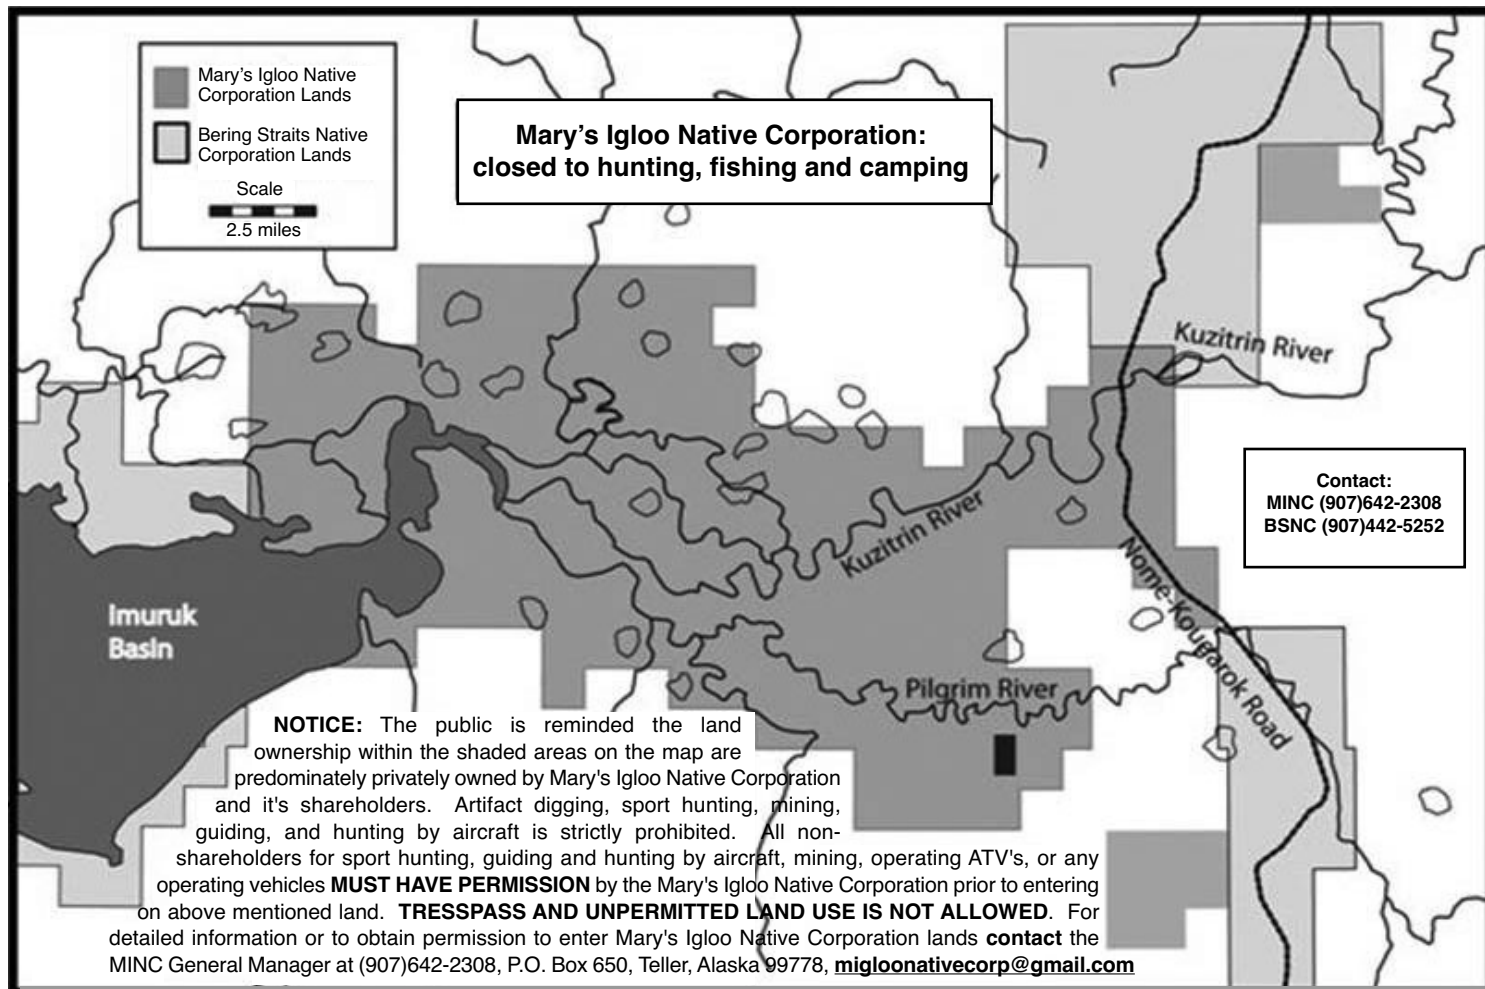 Mary’s Igloo Native
Corporation Lands
Bering Straits Native
Corporation Lands
Scale
2.5 miles
Mary’s Igloo Native Corporation:
closed to hunting, fishing and camping
Kuzitrin River
Contact:
MINC (907)642-2308
BSNC (907)442-5252
Kuzitrin River
Nome-Kougarok Road
Imuruk
Basin
Pilgrim River
NOTICE: The public is reminded the land
ownership within the shaded areas on the map are
predominately privately owned by Mary's Igloo Native Corporation
and it's shareholders. Artifact digging, sport hunting, mining,
guiding, and hunting by aircraft is strictly prohibited. All non-
shareholders for sport hunting, guiding and hunting by aircraft, mining, operating ATV's, or any
operating vehicles MUST HAVE PERMISSION by the Mary's Igloo Native Corporation prior to entering
on above mentioned land. TRESSPASS AND UNPERMITTED LAND USE IS NOT ALLOWED. For
detailed information or to obtain permission to enter Mary's Igloo Native Corporation lands contact the
MINC General Manager at (907)642-2308, P.O. Box 650, Teller, Alaska 99778, migloonativecorp@gmail.com